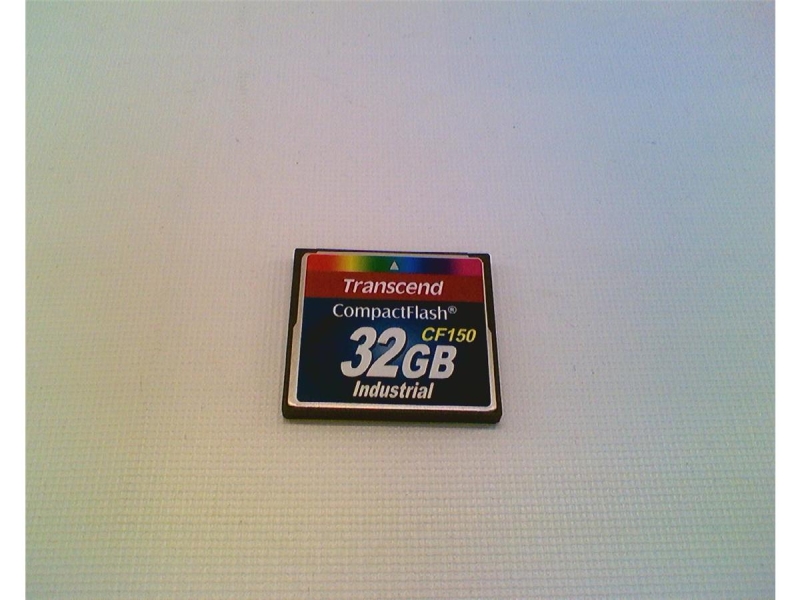 Transcend
CompactFlash®
CF150
32GB
Industrial